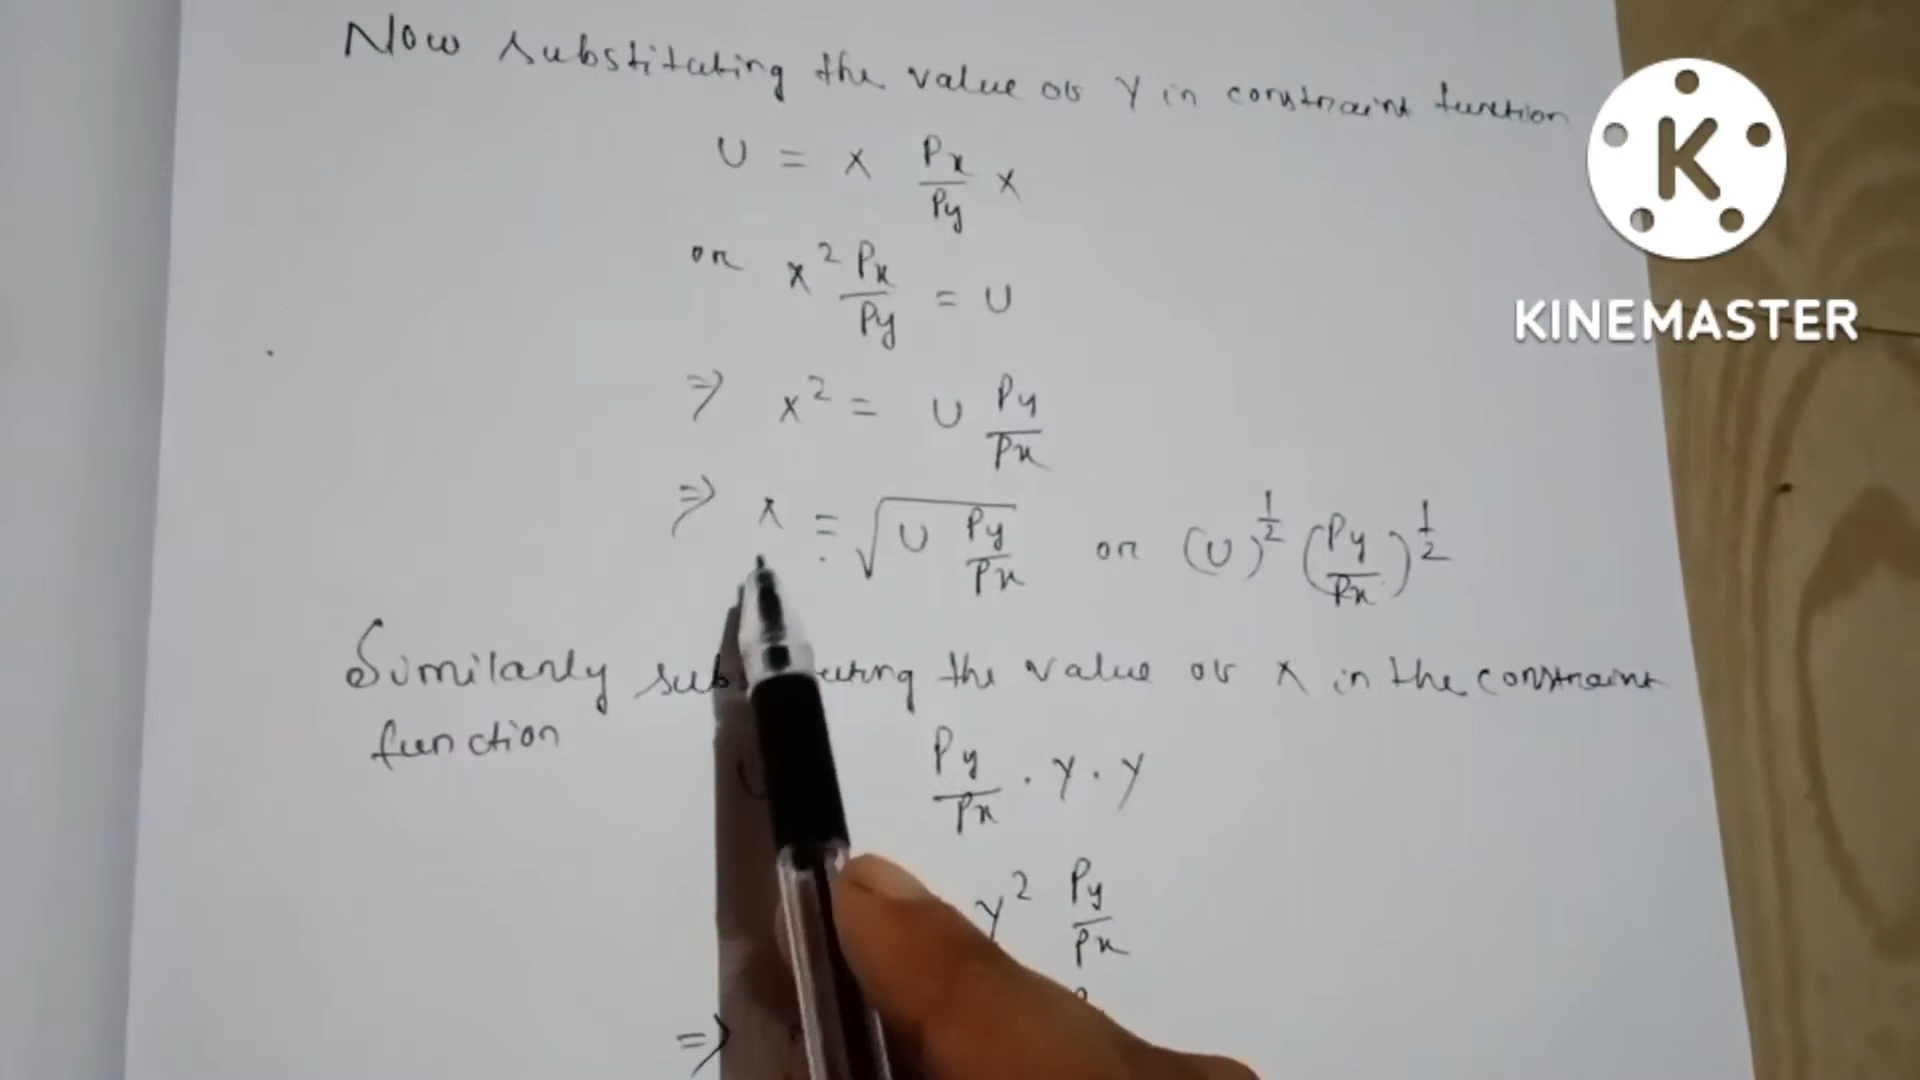 Now substituting the value of Y in constraint function
U = X Px/Py X
or X² Px/Py = U
⇒ X² = U Py/Px
⇒ X = √(U Py/Px) or (U)^1/2 (Py/Px)^1/2
Similarly the value of X in the constraint
function
Py/Px . Y . Y
Y² Py/Px
⇒
KINEMASTER